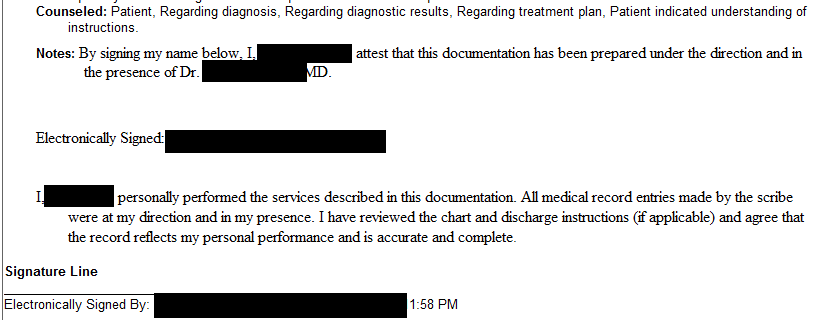 Counseled: Patient, Regarding diagnosis, Regarding diagnostic results, Regarding treatment plan, Patient indicated understanding of
instructions.
Notes: By signing my name below, I, attest that this documentation has been prepared under the direction and in
the presence of Dr. MD.
Electronically Signed:
I, personally performed the services described in this documentation. All medical record entries made by the scribe
were at my direction and in my presence. I have reviewed the chart and discharge instructions (if applicable) and agree that
the record reflects my personal performance and is accurate and complete.
Signature Line
Electronically Signed By: 1:58 PM